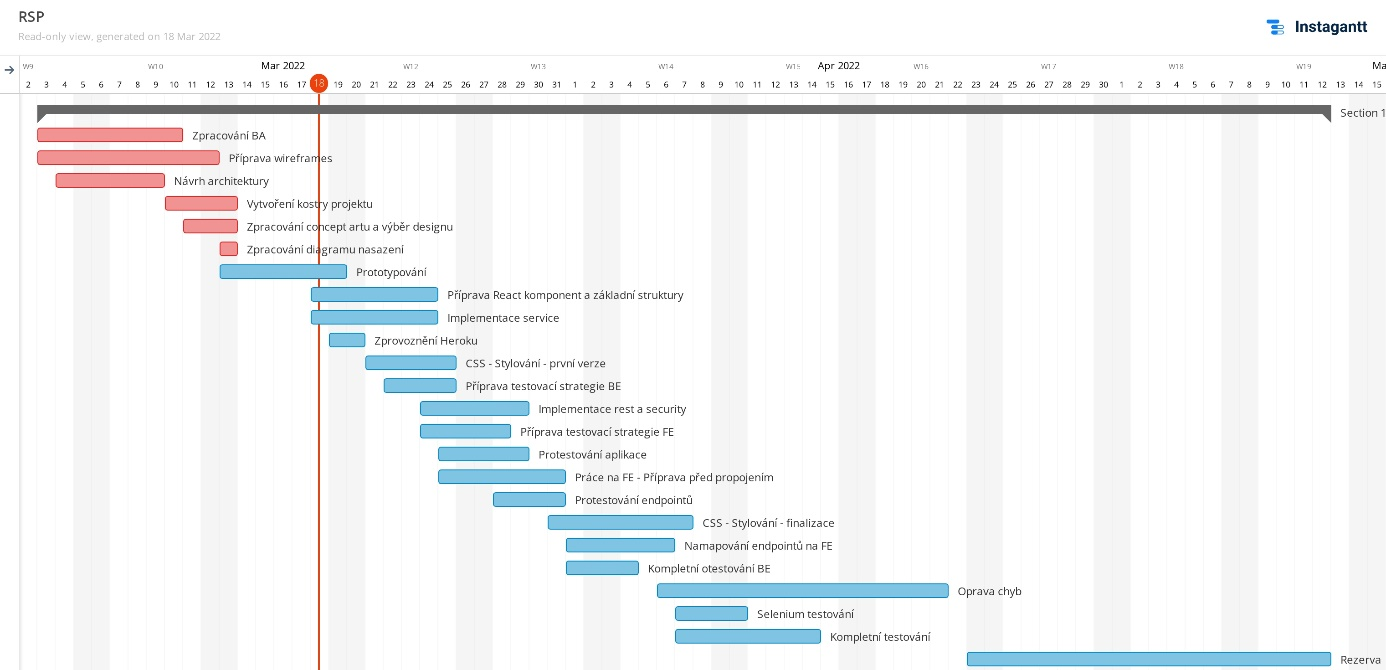 RSP
Read-only view, generated on 18 Mar 2022
Instagantt
W9 W10 Mar 2022 W12 W13 W14 W15 Apr 2022 W16 W17 W18 W19 Ma
2 3 4 5 6 7 8 9 10 11 12 13 14 15 16 17 18 19 20 21 22 23 24 25 26 27 28 29 30 31 1 2 3 4 5 6 7 8 9 10 11 12 13 14 15 16 17 18 19 20 21 22 23 24 25 26 27 28 29 30 1 2 3 4 5 6 7 8 9 10 11 12 13 14 15
Section 1
Zpracování BA
Příprava wireframes
Návrh architektury
Vytvoření kostry projektu
Zpracování concept artu a výběr designu
Zpracování diagramu nasazení
Prototypování
Příprava React komponent a základní struktury
Implementace service
Zprovoznění Heroku
CSS - Stylování - první verze
Příprava testovací strategie BE
Implementace rest a security
Příprava testovací strategie FE
Protestování aplikace
Práce na FE - Příprava před propojením
Protestování endpointů
CSS - Stylování - finalizace
Namapování endpointů na FE
Kompletní otestování BE
Oprava chyb
Selenium testování
Kompletní testování
Rezerva